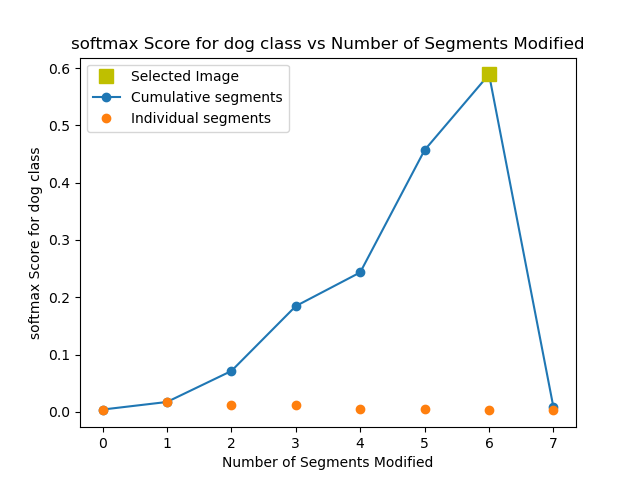 softmax Score for dog class vs Number of Segments Modified
Selected Image
Cumulative segments
Individual segments
softmax Score for dog class
0.6
0.5
0.4
0.3
0.2
0.1
0.0
0 1 2 3 4 5 6 7
Number of Segments Modified